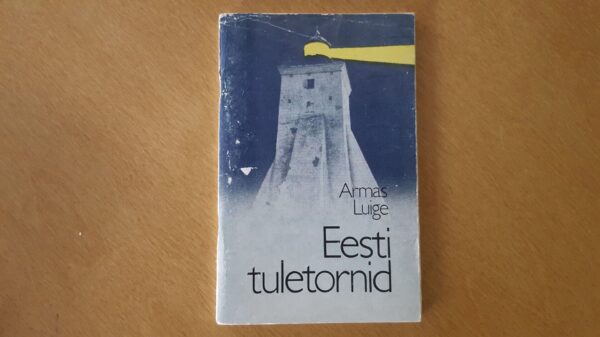 Armas
Luige
Eesti
tuletornid